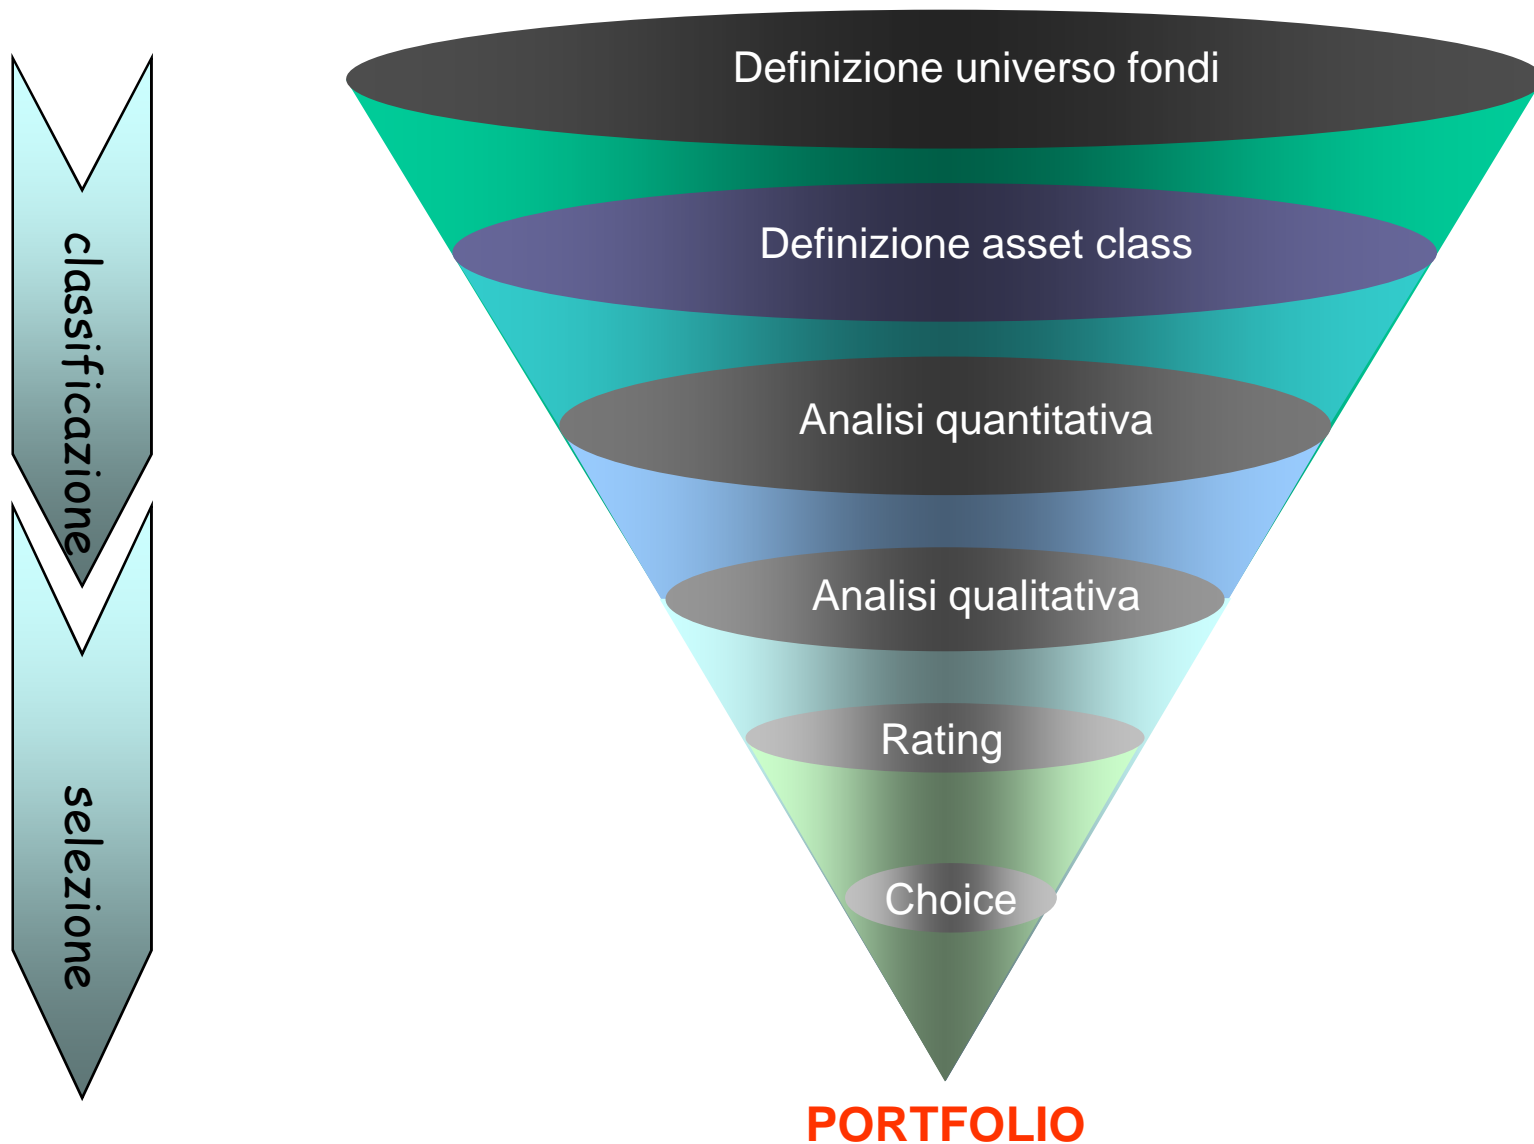 Definizione universo fondi
Definizione asset class
classificazione
Analisi quantitativa
Analisi qualitativa
Rating
selezione
Choice
PORTFOLIO